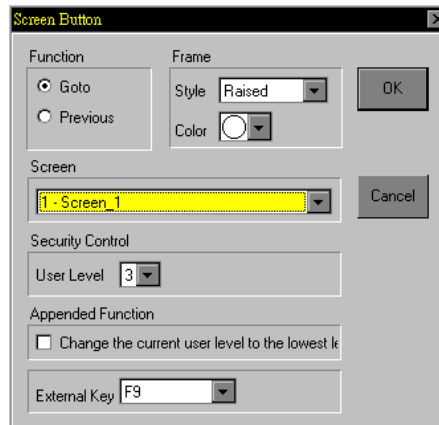 Screen Button
Function
Goto
Previous
Frame
Style Raised
Color
OK
Screen
1 - Screen_1
Cancel
Security Control
User Level 3
Appended Function
Change the current user level to the lowest le
External Key F9